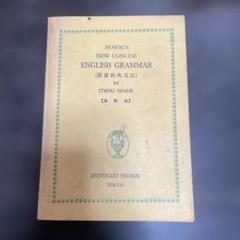 HOSOE'S
NEW CONCISE
ENGLISH GRAMMAR
BY
ITSUKI HOSOE
SHINOZAKI SHORIN
TOKYO